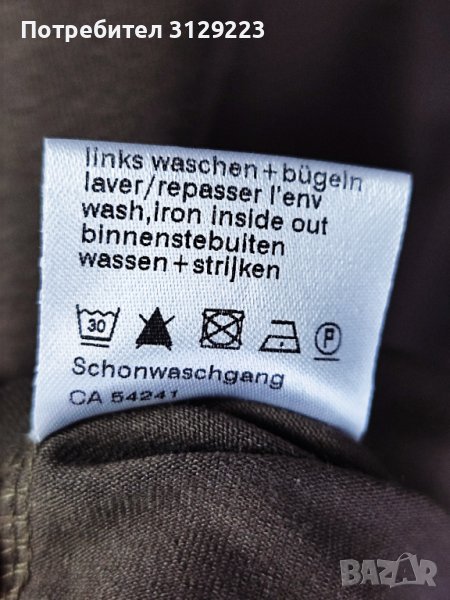 Потребител 3129223
links waschen+bügeln
laver/repasser l'env
wash,iron inside out
binnenstebuiten
wassen+strijken
30 P
Schonwaschgang
CA 54241
BAZAR